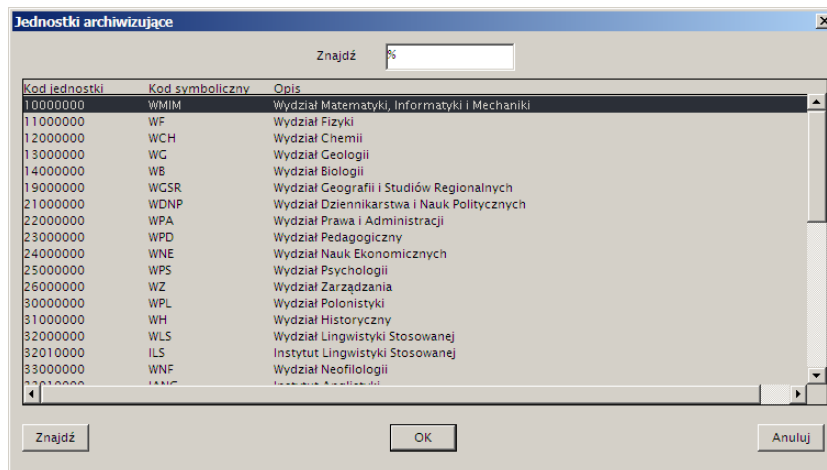 Jednostki archiwizujące
Znajdź %
Kod jednostki Kod symboliczny Opis
10000000 WMIM Wydział Matematyki, Informatyki i Mechaniki
11000000 WF Wydział Fizyki
12000000 WCH Wydział Chemii
13000000 WG Wydział Geologii
14000000 WB Wydział Biologii
19000000 WGSR Wydział Geografii i Studiów Regionalnych
21000000 WDNP Wydział Dziennikarstwa i Nauk Politycznych
22000000 WPA Wydział Prawa i Administracji
23000000 WPD Wydział Pedagogiczny
24000000 WNE Wydział Nauk Ekonomicznych
25000000 WPS Wydział Psychologii
26000000 WZ Wydział Zarządzania
30000000 WPL Wydział Polonistyki
31000000 WH Wydział Historyczny
32000000 WLS Wydział Lingwistyki Stosowanej
32010000 ILS Instytut Lingwistyki Stosowanej
33000000 WNF Wydział Neofilologii
Znajdź OK Anuluj